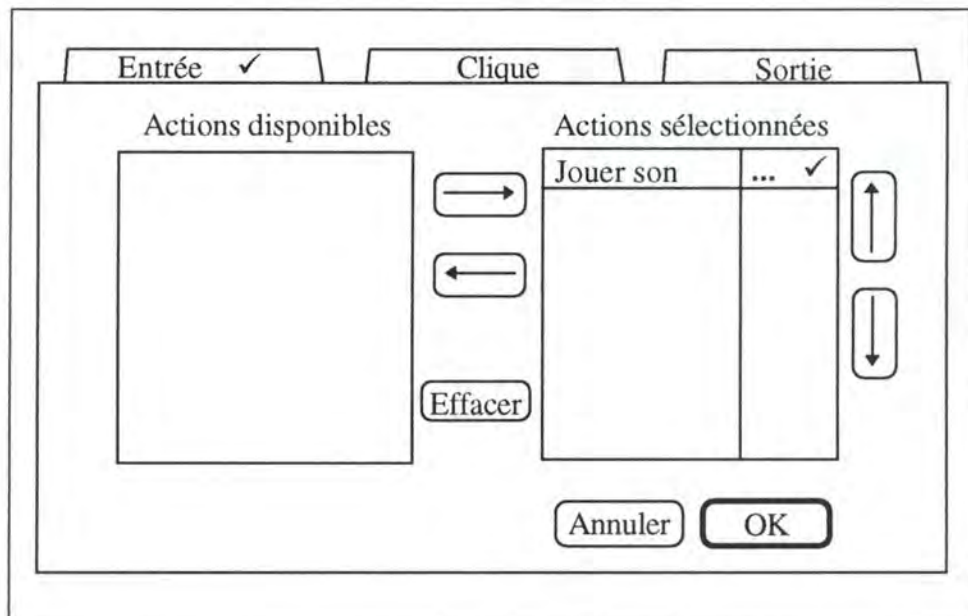 Entrée ✓
Clique
Sortie
Actions disponibles
Actions sélectionnées
Jouer son
... ✓
Effacer
Annuler
OK